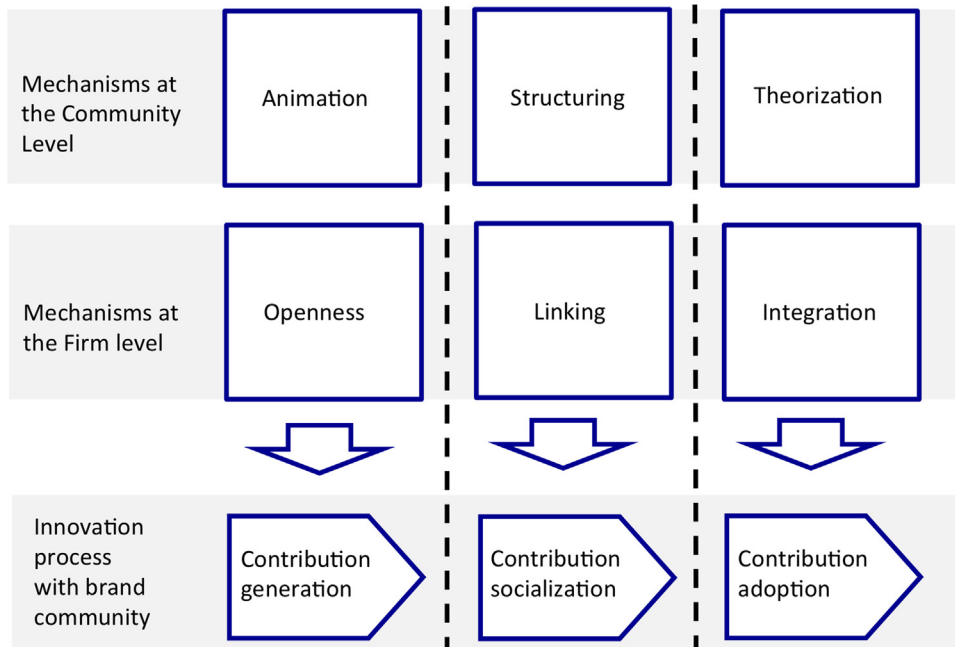 Mechanisms at
the Community
Level
Animation
Structuring
Theorization
Mechanisms at
the Firm level
Openness
Linking
Integration
Innovation
process
with brand
community
Contribution
generation
Contribution
socialization
Contribution
adoption